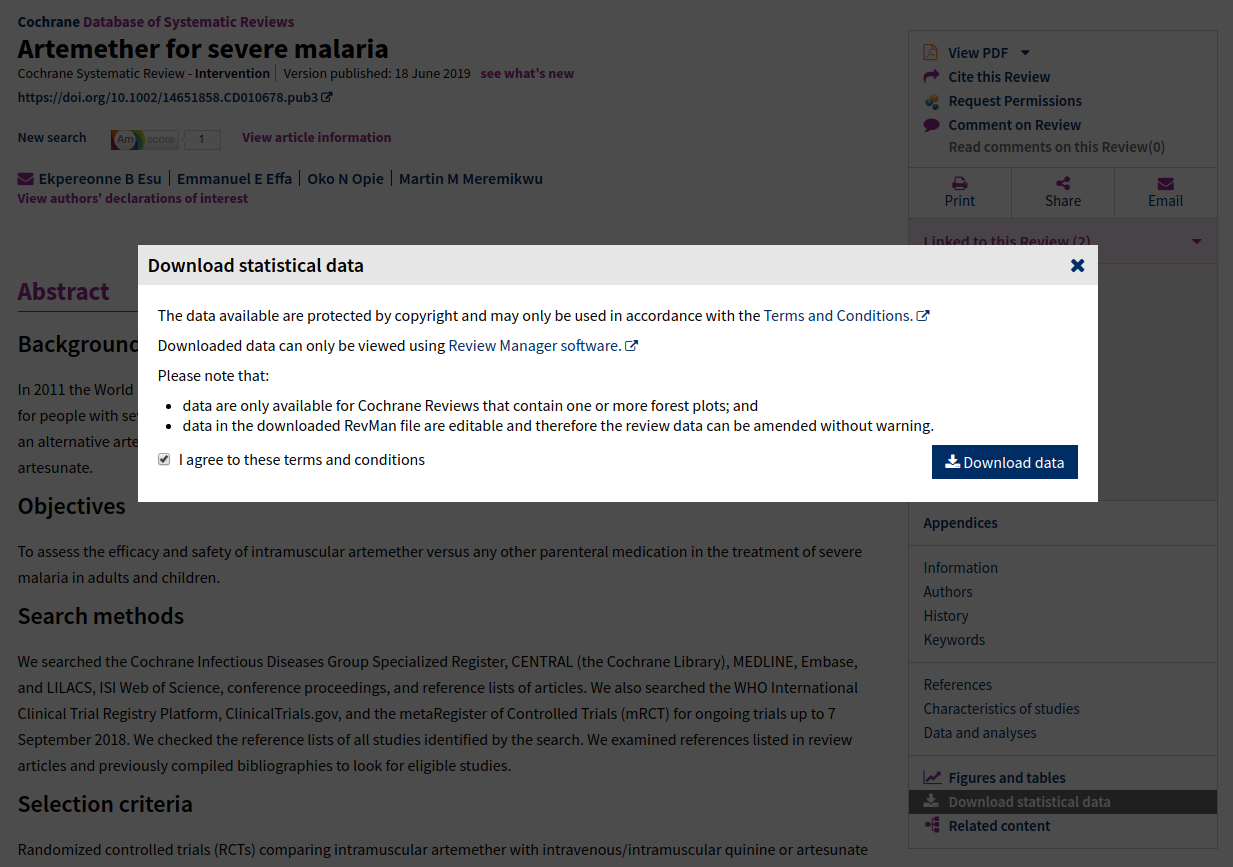 Cochrane Database of Systematic Reviews
Artemether for severe malaria
Cochrane Systematic Review - Intervention | Version published: 18 June 2019 see what's new
https://doi.org/10.1002/14651858.CD010678.pub3
New search Am score 1 View article information
Ekpereonne B Esu | Emmanuel E Effa | Oko N Opie | Martin M Meremikwu
View authors' declarations of interest
View PDF
Cite this Review
Request Permissions
Comment on Review
Read comments on this Review(0)
Print Share Email
Linked to this Review (2)
Download statistical data
The data available are protected by copyright and may only be used in accordance with the Terms and Conditions.
Downloaded data can only be viewed using Review Manager software.
Please note that:
• data are only available for Cochrane Reviews that contain one or more forest plots; and
• data in the downloaded RevMan file are editable and therefore the review data can be amended without warning.
I agree to these terms and conditions
Download data
Abstract
Background
In 2011 the World
for people with se
an alternative arte
artesunate.
Objectives
To assess the efficacy and safety of intramuscular artemether versus any other parenteral medication in the treatment of severe
malaria in adults and children.
Search methods
We searched the Cochrane Infectious Diseases Group Specialized Register, CENTRAL (the Cochrane Library), MEDLINE, Embase,
and LILACS, ISI Web of Science, conference proceedings, and reference lists of articles. We also searched the WHO International
Clinical Trial Registry Platform, ClinicalTrials.gov, and the metaRegister of Controlled Trials (mRCT) for ongoing trials up to 7
September 2018. We checked the reference lists of all studies identified by the search. We examined references listed in review
articles and previously compiled bibliographies to look for eligible studies.
Selection criteria
Randomized controlled trials (RCTs) comparing intramuscular artemether with intravenous/intramuscular quinine or artesunate
Appendices
Information
Authors
History
Keywords
References
Characteristics of studies
Data and analyses
Figures and tables
Download statistical data
Related content